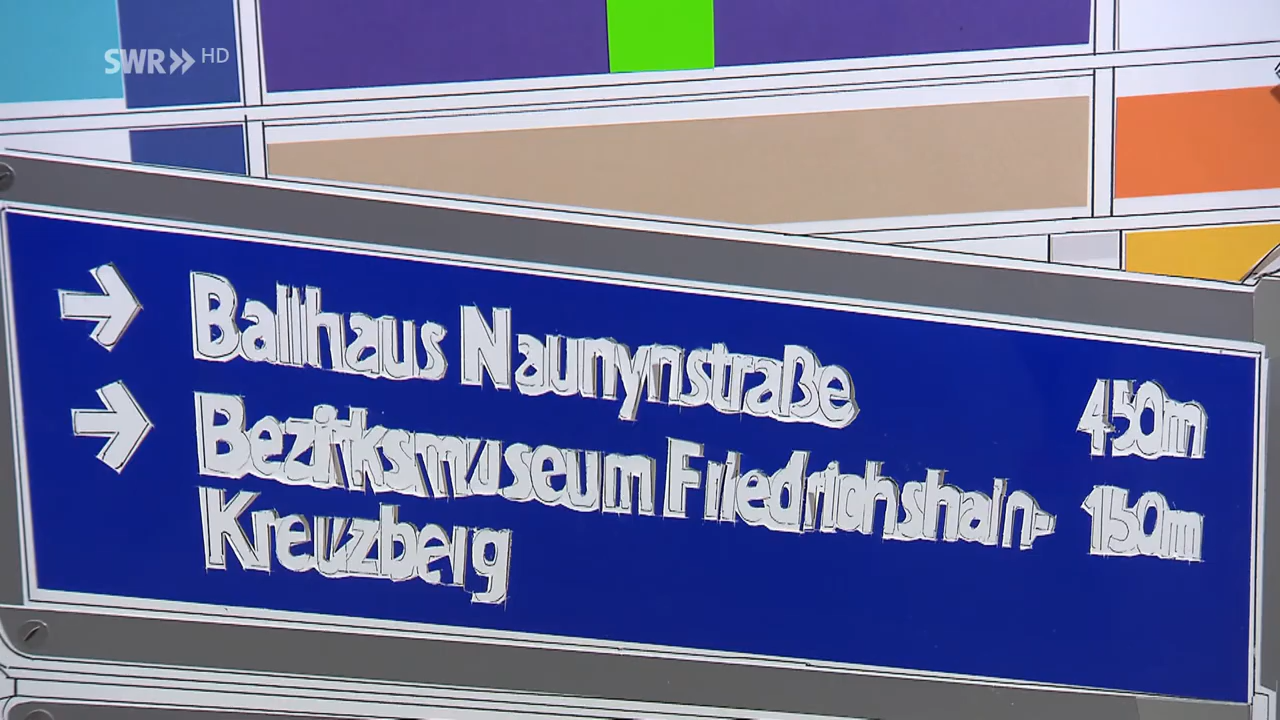 SWR HD
Ballhaus Naunynstraße 450m
Bezirksmuseum Friedrichshain- 150m
Kreuzberg